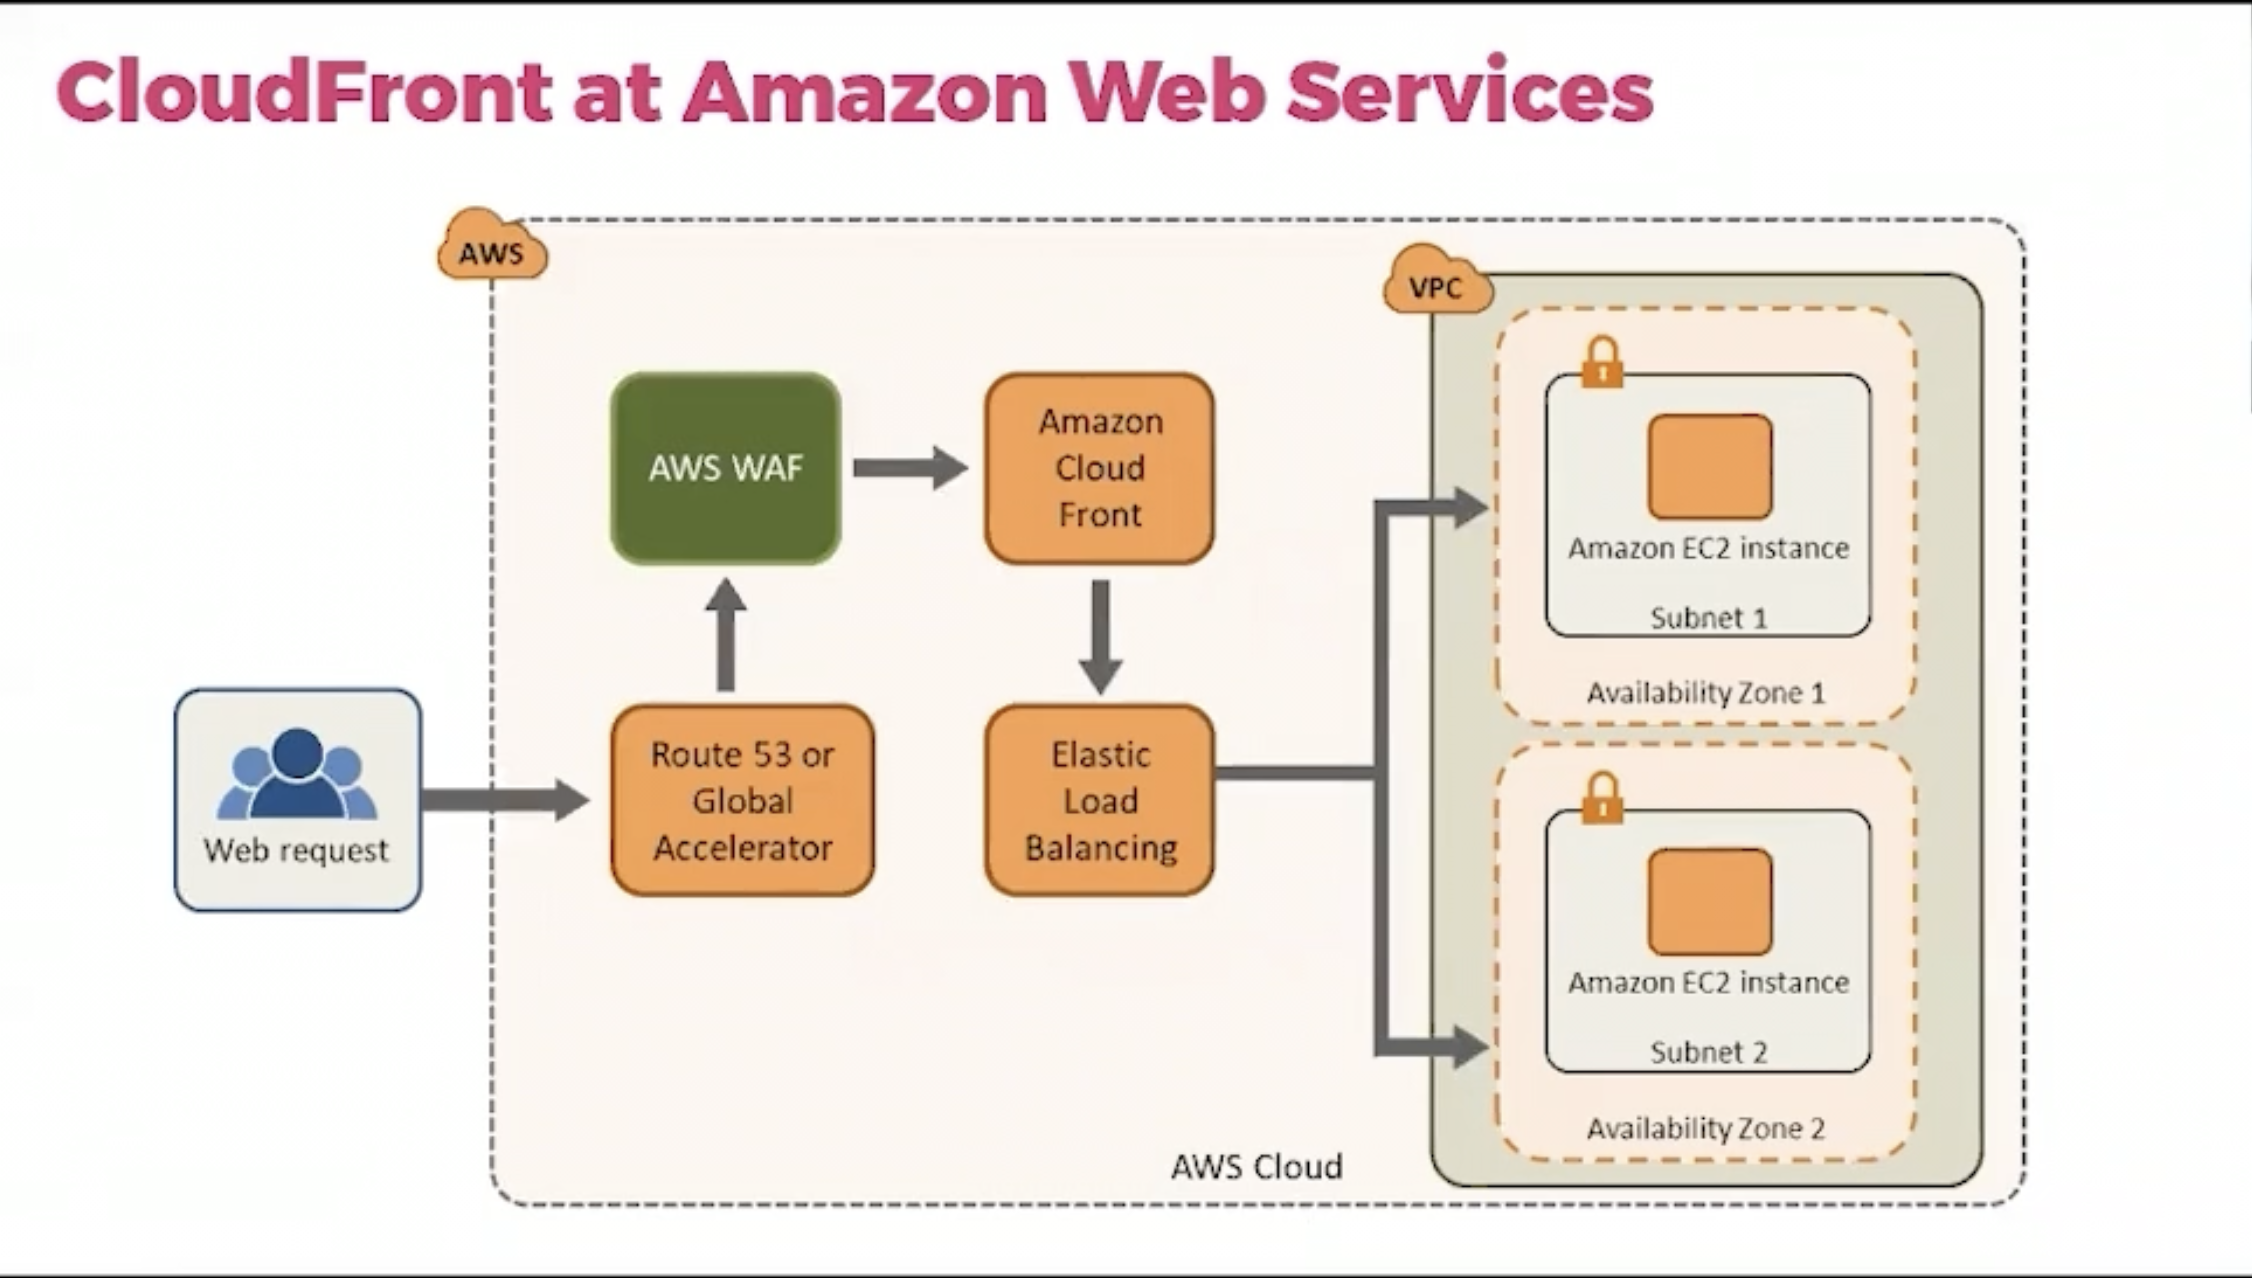 CloudFront at Amazon Web Services
AWS
VPC
AWS WAF
Amazon
Cloud
Front
Amazon EC2 instance
Subnet 1
Availability Zone 1
Web request
Route 53 or
Global
Accelerator
Elastic
Load
Balancing
Amazon EC2 instance
Subnet 2
Availability Zone 2
AWS Cloud